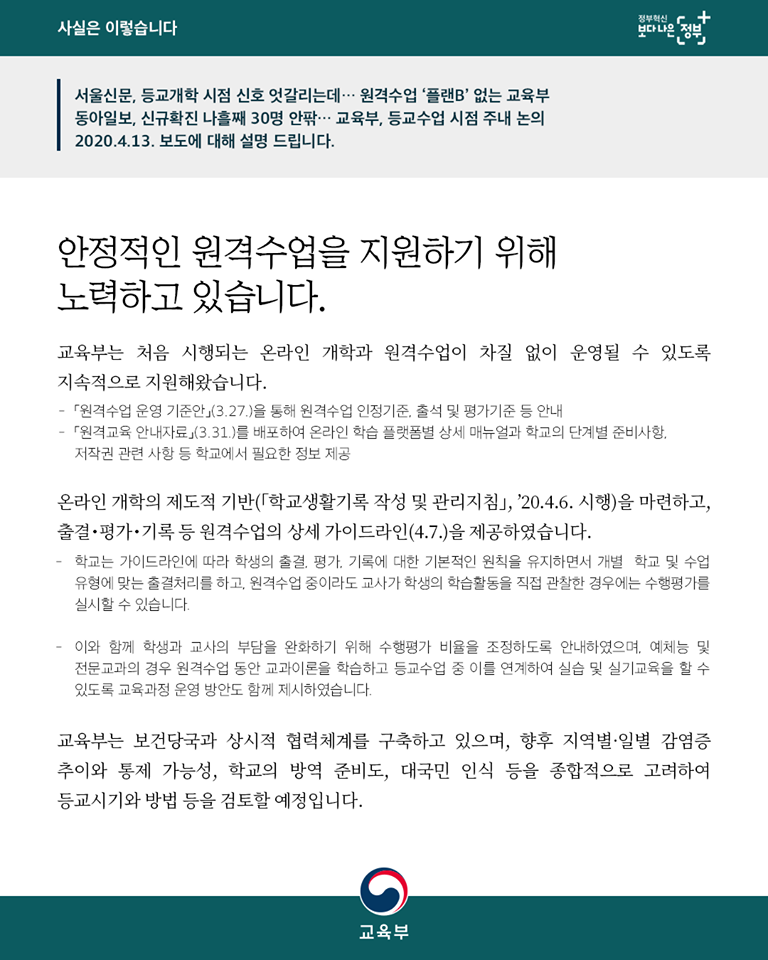 사실은 이렇습니다
정부혁신
보다 나은 정부
서울신문, 등교개학 시점 신호 엇갈리는데… 원격수업 ‘플랜B’ 없는 교육부
동아일보, 신규확진 나흘째 30명 안팎… 교육부, 등교수업 시점 주내 논의
2020.4.13. 보도에 대해 설명 드립니다.
안정적인 원격수업을 지원하기 위해
노력하고 있습니다.
교육부는 처음 시행되는 온라인 개학과 원격수업이 차질 없이 운영될 수 있도록
지속적으로 지원해왔습니다.
- 「원격수업 운영 기준안」(3.27.)을 통해 원격수업 인정기준, 출석 및 평가기준 등 안내
- 「원격교육 안내자료」(3.31.)를 배포하여 온라인 학습 플랫폼별 상세 매뉴얼과 학교의 단계별 준비사항,
저작권 관련 사항 등 학교에서 필요한 정보 제공
온라인 개학의 제도적 기반(「학교생활기록 작성 및 관리지침」, ’20.4.6. 시행)을 마련하고,
출결·평가·기록 등 원격수업의 상세 가이드라인(4.7.)을 제공하였습니다.
- 학교는 가이드라인에 따라 학생의 출결, 평가, 기록에 대한 기본적인 원칙을 유지하면서 개별 학교 및 수업
유형에 맞는 출결처리를 하고, 원격수업 중이라도 교사가 학생의 학습활동을 직접 관찰한 경우에는 수행평가를
실시할 수 있습니다.
- 이와 함께 학생과 교사의 부담을 완화하기 위해 수행평가 비율을 조정하도록 안내하였으며, 예체능 및
전문교과의 경우 원격수업 동안 교과이론을 학습하고 등교수업 중 이를 연계하여 실습 및 실기교육을 할 수
있도록 교육과정 운영 방안도 함께 제시하였습니다.
교육부는 보건당국과 상시적 협력체계를 구축하고 있으며, 향후 지역별·일별 감염증
추이와 통제 가능성, 학교의 방역 준비도, 대국민 인식 등을 종합적으로 고려하여
등교시기와 방법 등을 검토할 예정입니다.
교육부